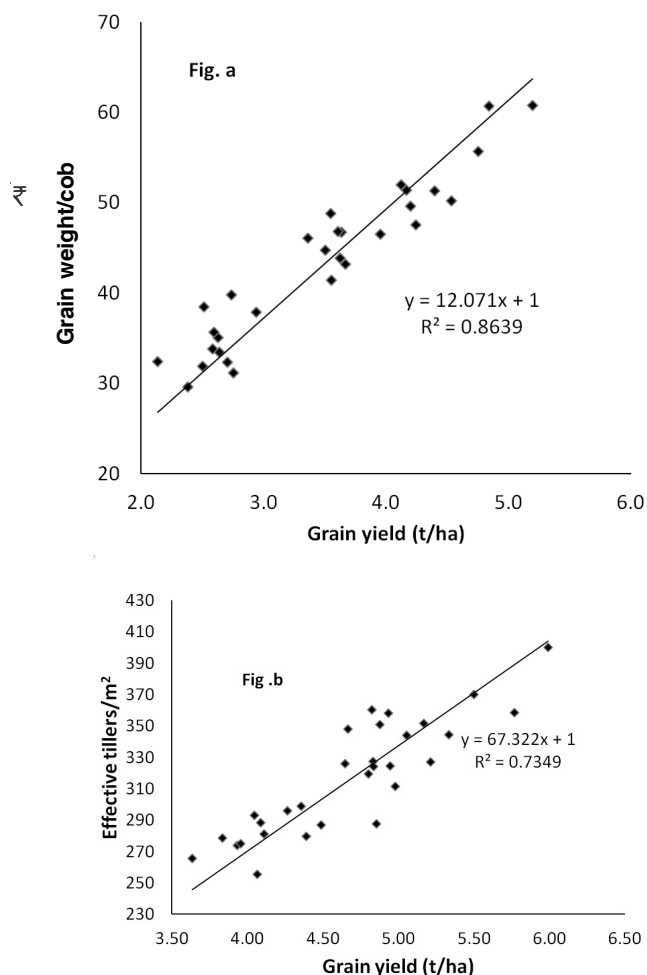 70
Fig. a
60
50
40
30
20
Grain weight/cob
y = 12.071x + 1
R² = 0.8639
2.0 3.0 4.0 5.0 6.0
Grain yield (t/ha)
430
410
390
370
350
330
310
290
270
250
230
Fig .b
Effective tillers/m²
y = 67.322x + 1
R² = 0.7349
3.50 4.00 4.50 5.00 5.50 6.00 6.50
Grain yield (t/ha)